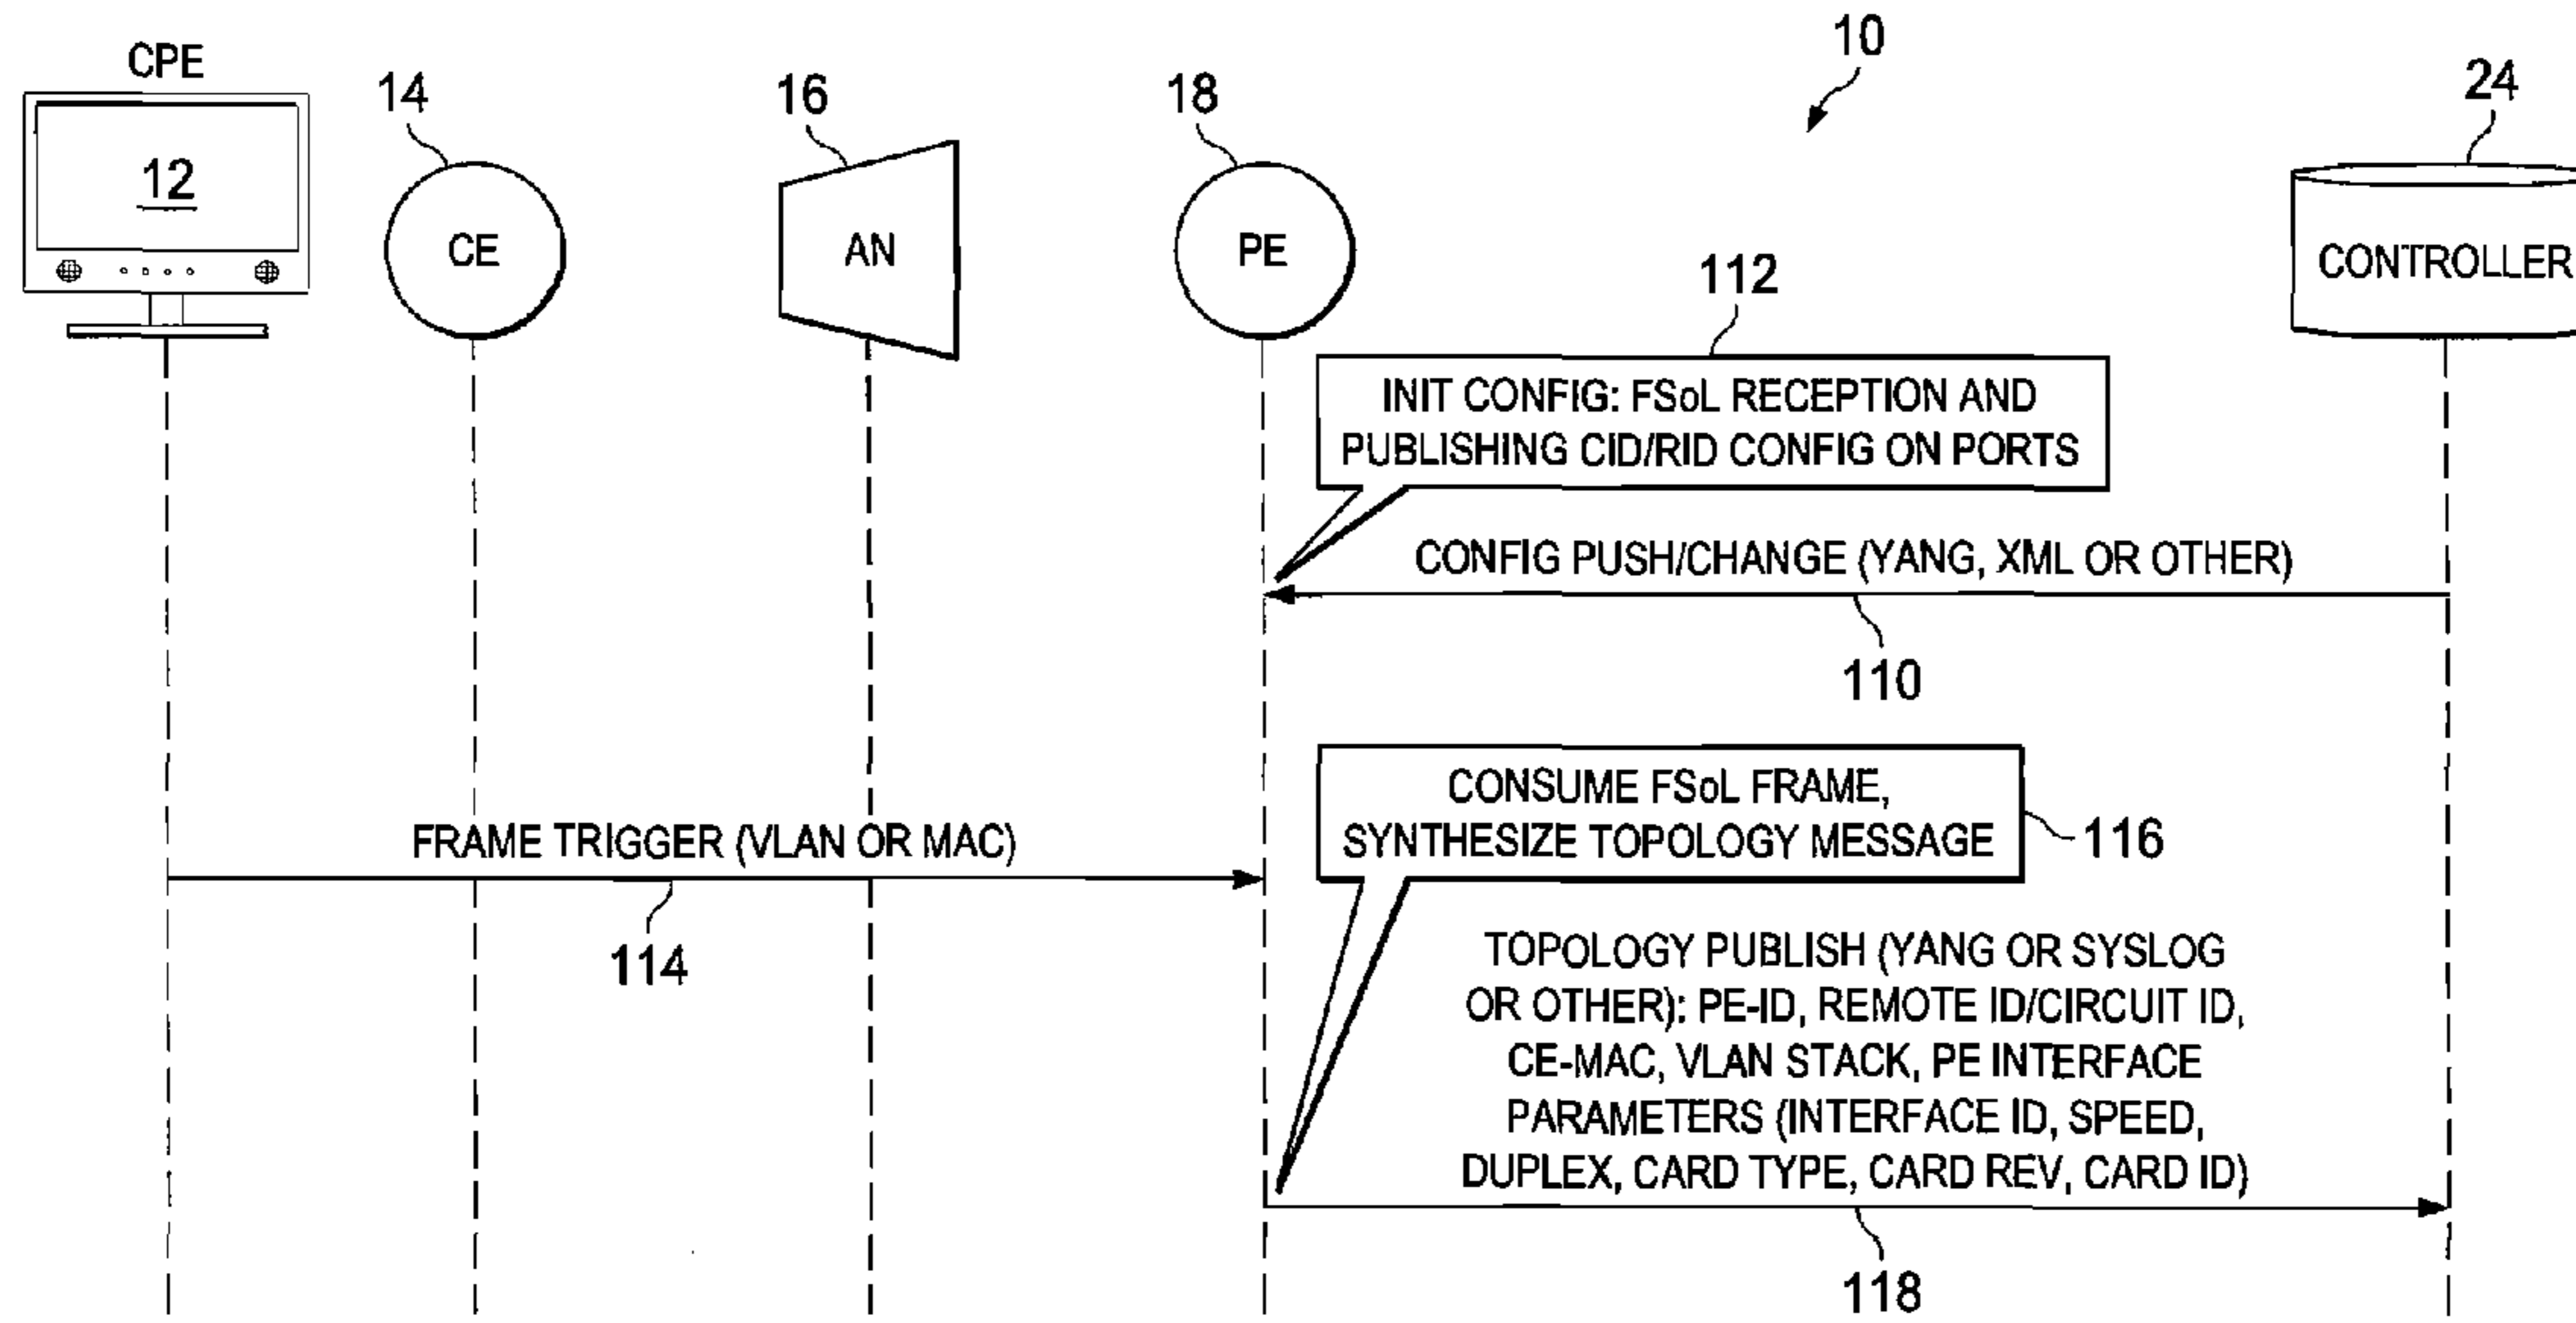 10
CPE
14
16
18
24
12
CE
AN
PE
CONTROLLER
112
INIT CONFIG: FSoL RECEPTION AND
PUBLISHING CID/RID CONFIG ON PORTS
CONFIG PUSH/CHANGE (YANG, XML OR OTHER)
110
CONSUME FSoL FRAME,
SYNTHESIZE TOPOLOGY MESSAGE
116
FRAME TRIGGER (VLAN OR MAC)
114
TOPOLOGY PUBLISH (YANG OR SYSLOG
OR OTHER): PE-ID, REMOTE ID/CIRCUIT ID,
CE-MAC, VLAN STACK, PE INTERFACE
PARAMETERS (INTERFACE ID, SPEED,
DUPLEX, CARD TYPE, CARD REV, CARD ID)
118